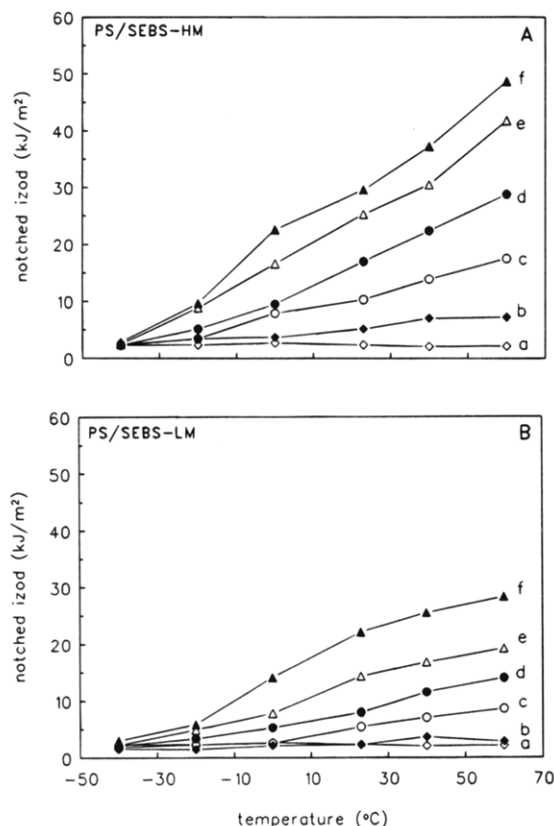 PS/SEBS-HM
A
60
50
40
30
20
10
0
notched izod (kJ/m²)
f
e
d
c
b
a
PS/SEBS-LM
B
60
50
40
30
20
10
0
notched izod (kJ/m²)
f
e
d
c
b
a
-50 -30 -10 10 30 50 70
temperature (ºC)